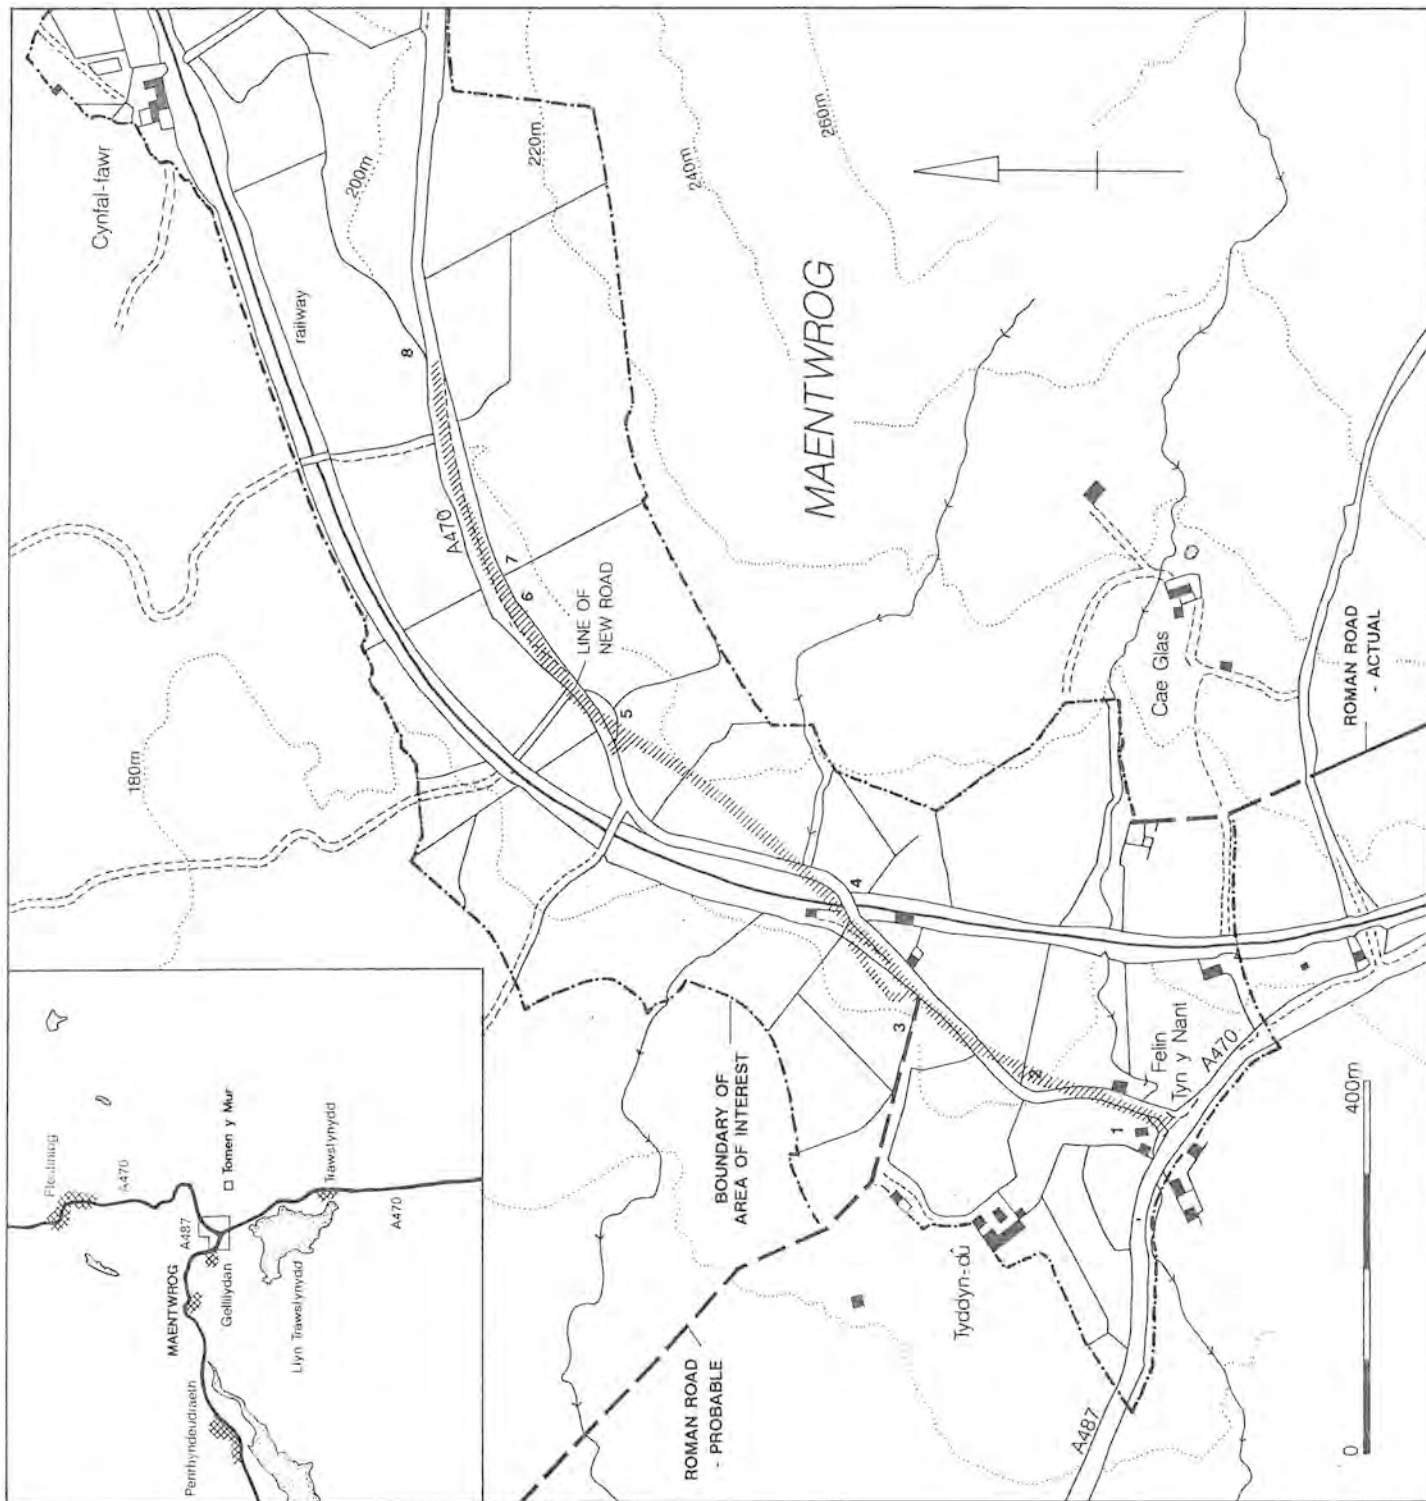 Cynfal-fawr
railway
200m
220m
240m
260m
180m
8
A470
7
6
LINE OF
NEW ROAD
5
MAENTWROG
4
3
2
1
Cae Glas
ROMAN ROAD
- ACTUAL
BOUNDARY OF
AREA OF INTEREST
Felin
Tyn y Nant
A470
Tyddyn-du
ROMAN ROAD
- PROBABLE
A487
0
400m
A470
Tomen y Mur
A487
MAENTWROG
Gellilydan
Trawsfynydd
A470
Llyn Trawsfynydd
Penrhyndeudraeth